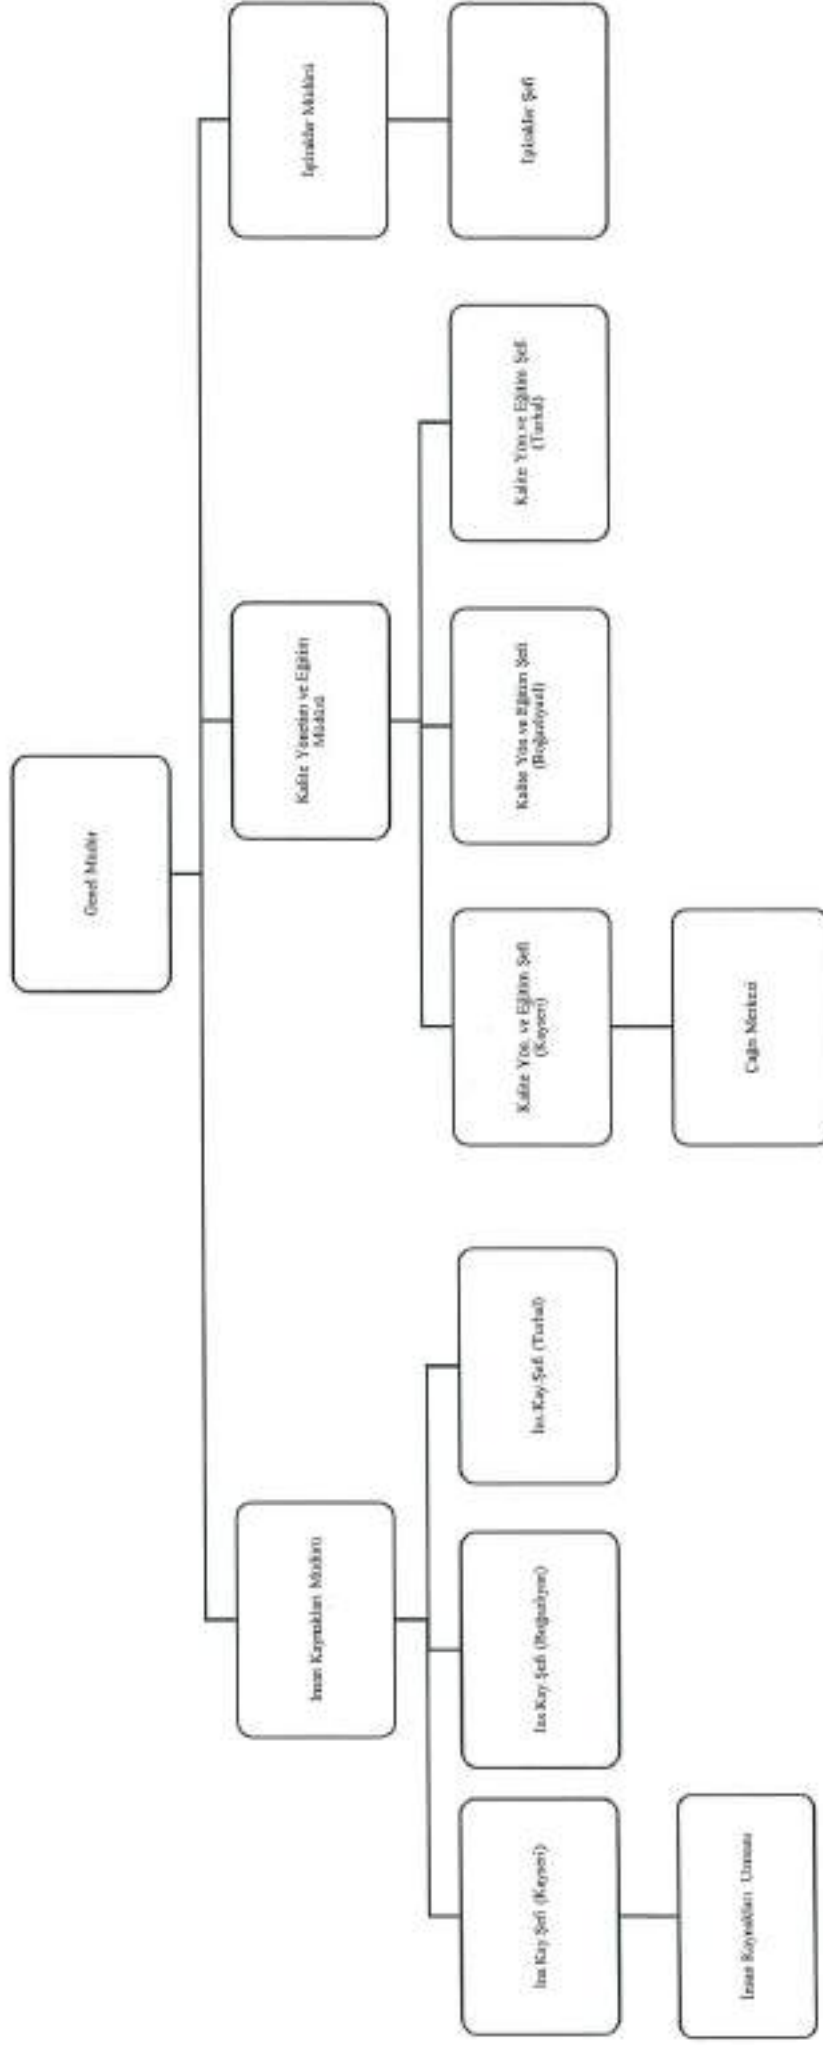 Genel Müdür
İnsan Kaynakları Müdürü
Kalite Yönetim ve Eğitim
Müdürü
İştirakler Müdürü
İns.Kay.Şefi (Kayseri)
İns.Kay.Şefi (Boğazlıyan)
İns.Kay.Şefi (Turhal)
Kalite Yön. ve Eğitim Şefi
(Kayseri)
Kalite Yön ve Eğitim Şefi
(Boğazlıyan)
Kalite Yön ve Eğitim Şefi
(Turhal)
İştirakler Şefi
İnsan Kaynakları Uzmanı
Çağrı Merkezi